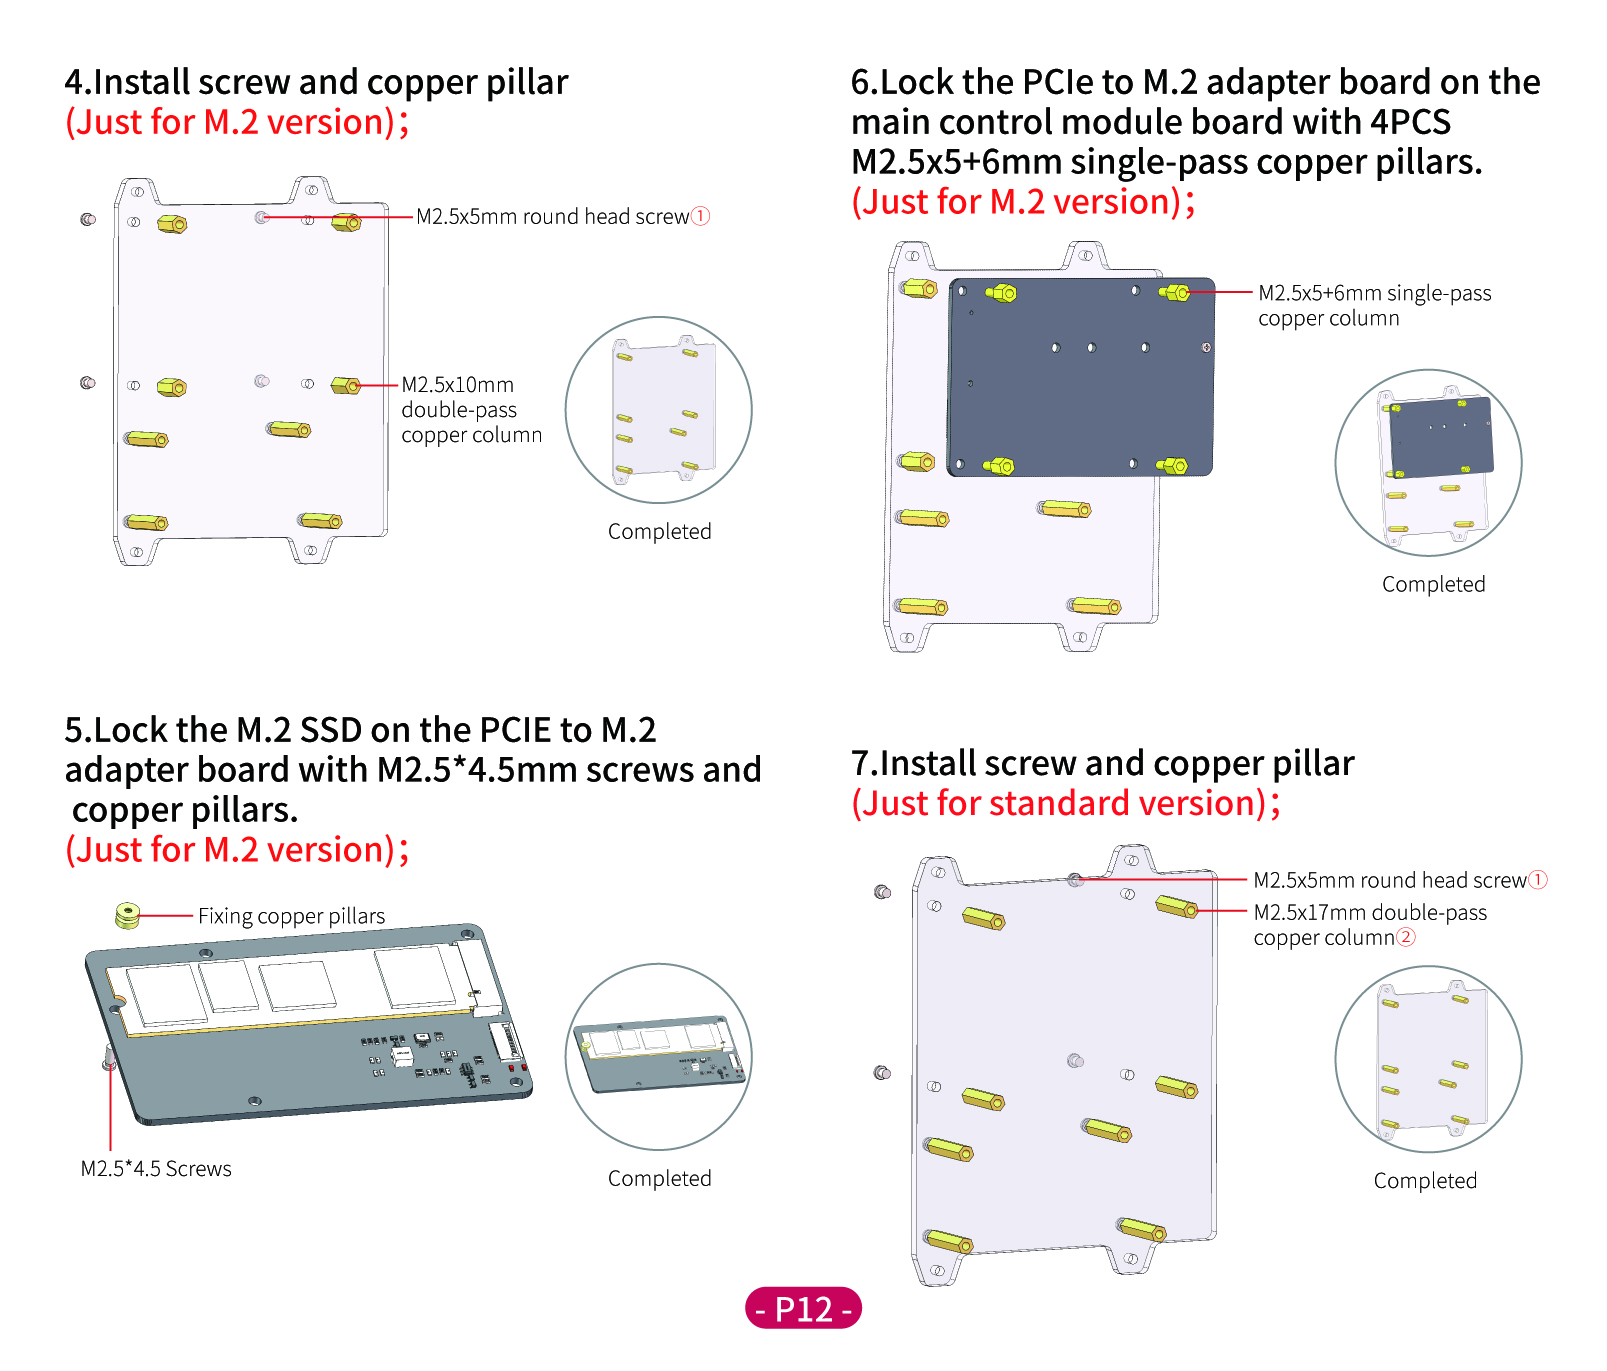 4.Install screw and copper pillar
(Just for M.2 version);
M2.5x5mm round head screw①
M2.5x10mm
double-pass
copper column
Completed
5.Lock the M.2 SSD on the PCIE to M.2
adapter board with M2.5*4.5mm screws and
copper pillars.
(Just for M.2 version);
Fixing copper pillars
M2.5*4.5 Screws
Completed
6.Lock the PCIe to M.2 adapter board on the
main control module board with 4PCS
M2.5x5+6mm single-pass copper pillars.
(Just for M.2 version);
M2.5x5+6mm single-pass
copper column
Completed
7.Install screw and copper pillar
(Just for standard version);
M2.5x5mm round head screw①
M2.5x17mm double-pass
copper column②
Completed
- P12 -